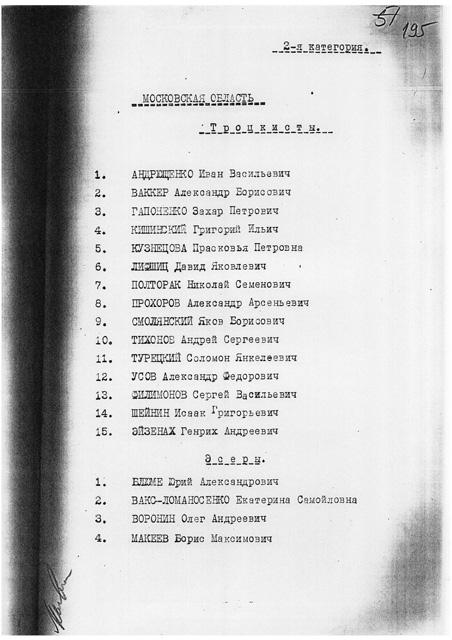 51
195
2-я категория.
МОСКОВСКАЯ ОБЛАСТЬ
Троцкисты.
1. АНДРЮЩЕНКО Иван Васильевич
2. ВАККЕР Александр Борисович
3. ГАПОНЕНКО Захар Петрович
4. КИШИНСКИЙ Григорий Ильич
5. КУЗНЕЦОВА Прасковья Петровна
6. ЛИФШИЦ Давид Яковлевич
7. ПОЛТОРАК Николай Семенович
8. ПРОХОРОВ Александр Арсеньевич
9. СМОЛЯНСКИЙ Яков Борисович
10. ТИХОНОВ Андрей Сергеевич
11. ТУРЕЦКИЙ Соломон Янкелеевич
12. УСОВ Александр Федорович
13. ФИЛИМОНОВ Сергей Васильевич
14. ШЕЙНИН Исаак Григорьевич
15. ЭЙЗЕНАХ Генрих Андреевич
Эсеры.
1. БЛЮМЕ Юрий Александрович
2. ВАКС-ЛОМАНОСЕНКО Екатерина Самойловна
3. ВОРОНИН Олег Андреевич
4. МАКЕЕВ Борис Максимович